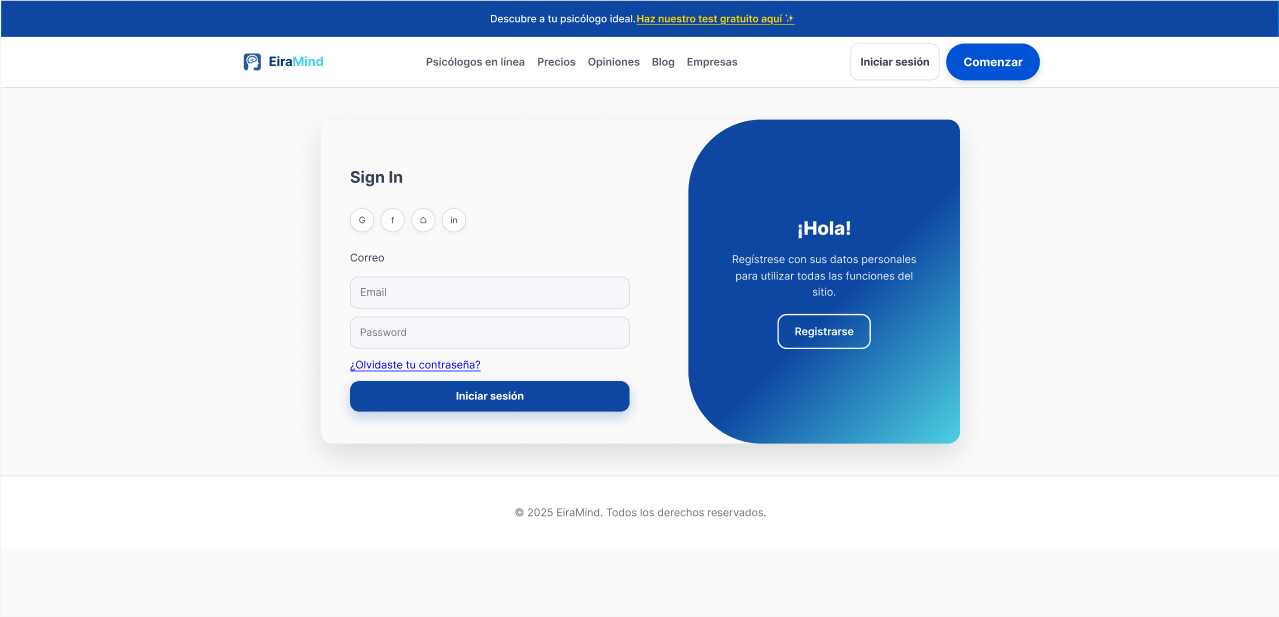 Descubre a tu psicólogo ideal. Haz nuestro test gratuito aquí ✨
EiraMind
Psicólogos en línea Precios Opiniones Blog Empresas
Iniciar sesión Comenzar
Sign In
G f in
Correo
Email
Password
¿Olvidaste tu contraseña?
Iniciar sesión
¡Hola!
Regístrese con sus datos personales
para utilizar todas las funciones del
sitio.
Registrarse
© 2025 EiraMind. Todos los derechos reservados.